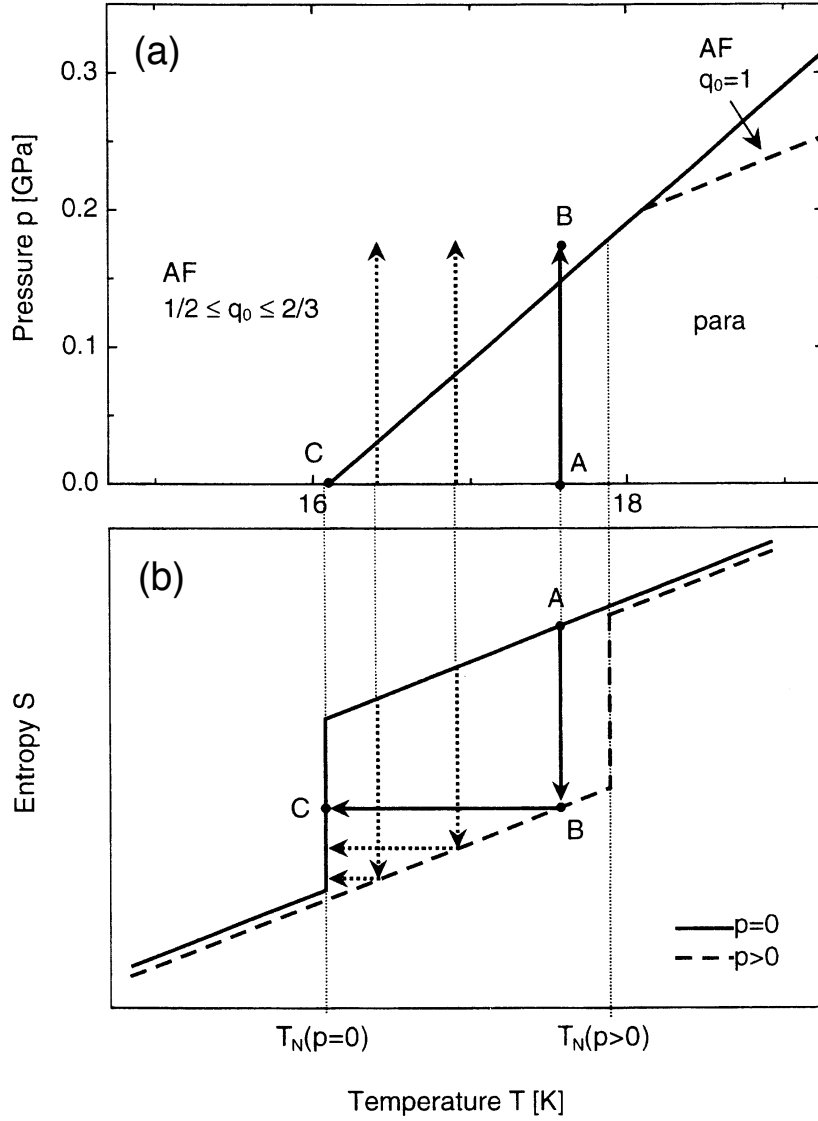 (a)
AF
q₀=1
0.3
0.2
0.1
0.0
Pressure p [GPa]
B
AF
1/2 ≤ q₀ ≤ 2/3
para
C
A
16
18
(b)
A
Entropy S
C
B
p=0
p>0
T_N(p=0)
T_N(p>0)
Temperature T [K]